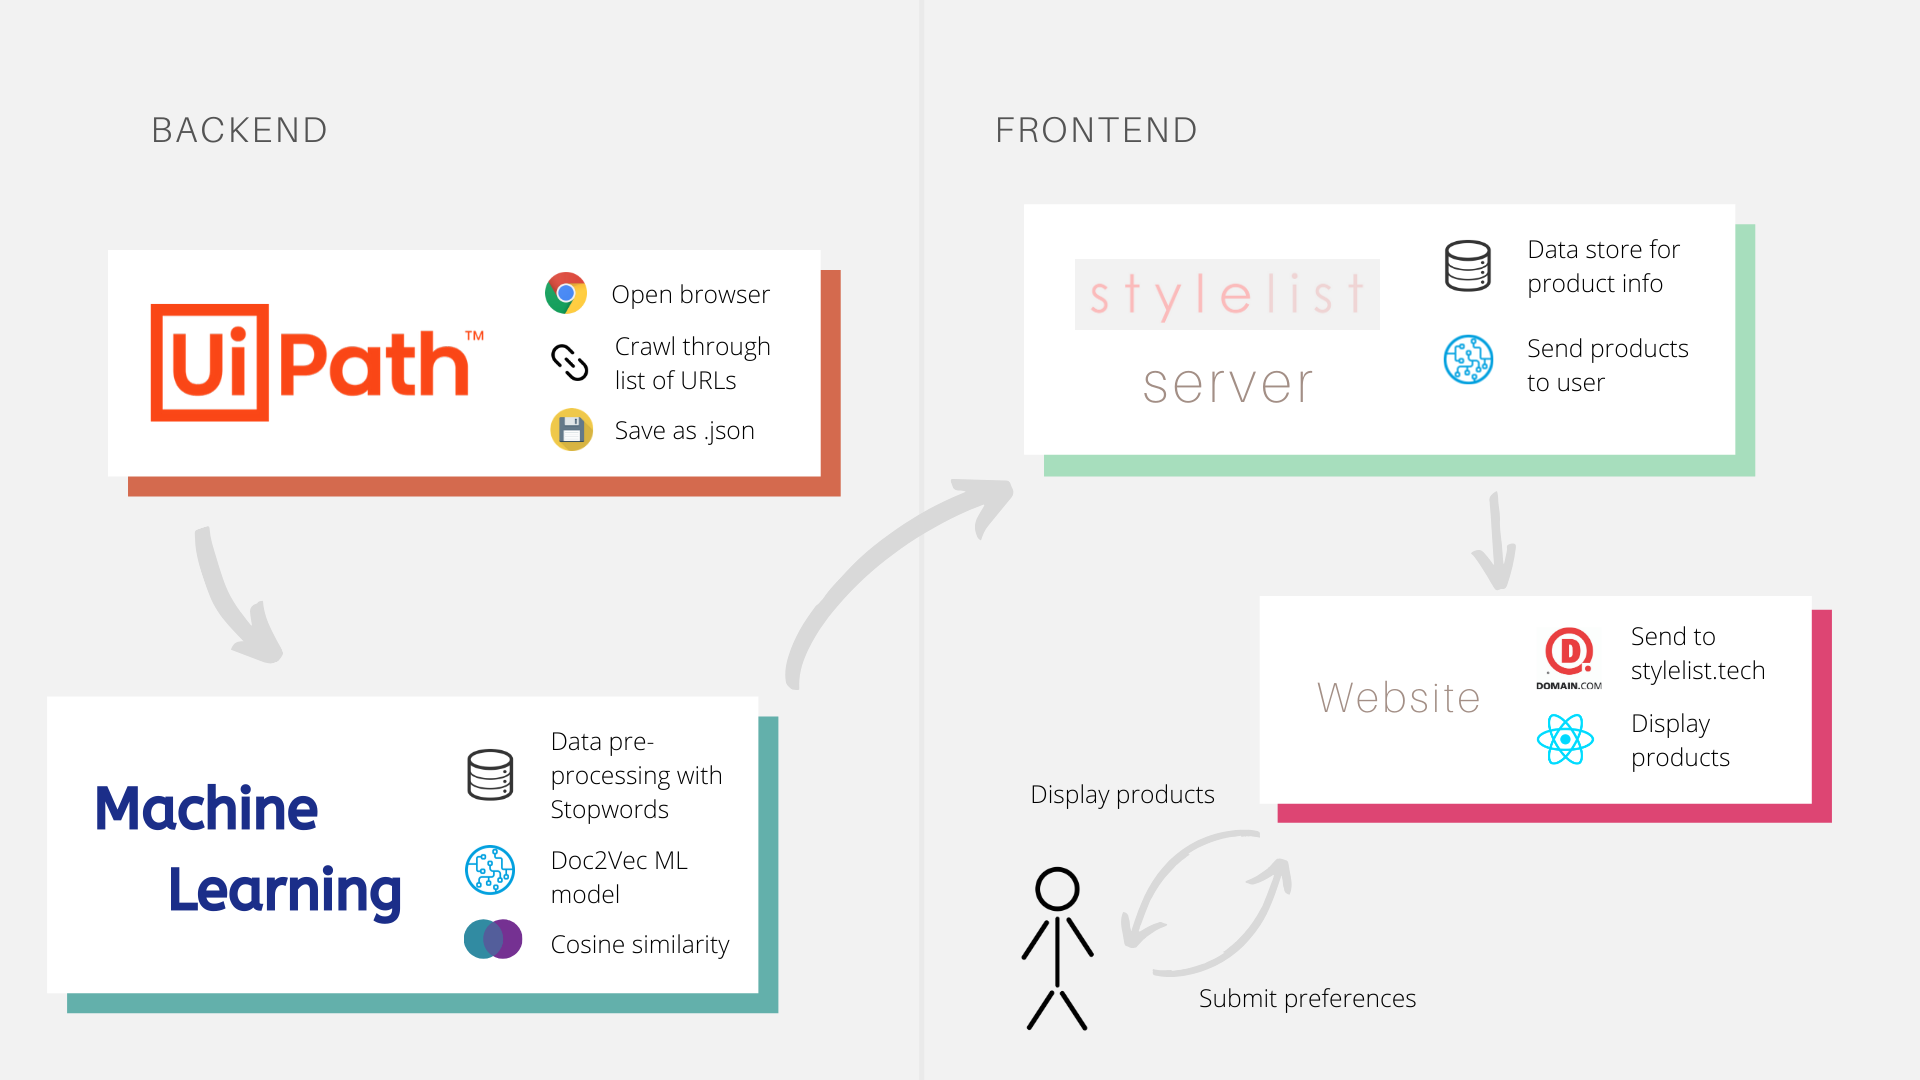 BACKEND
UiPath™
Open browser
Crawl through
list of URLs
Save as .json
Machine
Learning
Data pre-
processing with
Stopwords
Doc2Vec ML
model
Cosine similarity
FRONTEND
stylelist
server
Data store for
product info
Send products
to user
Website
D
DOMAIN.COM
Send to
stylelist.tech
Display
products
Display products
Submit preferences